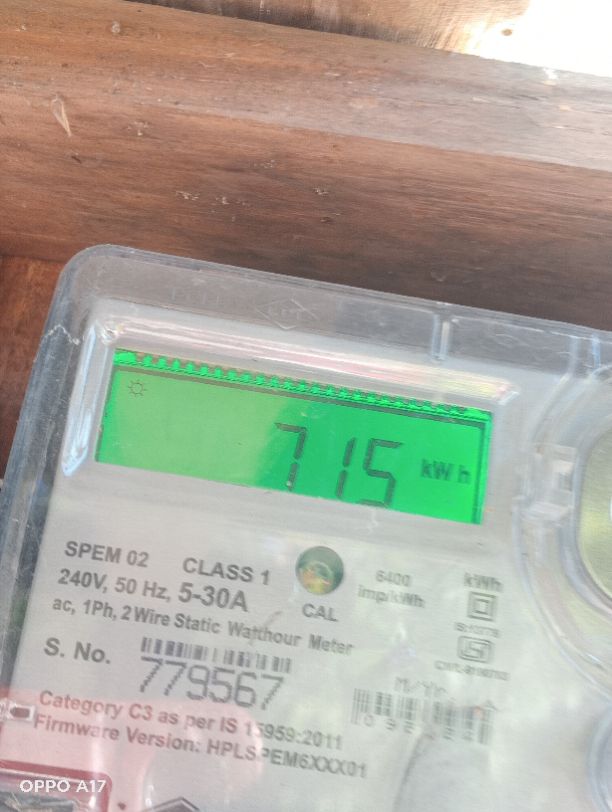 715 kWh
SPEM 02 CLASS 1
240V, 50 Hz, 5-30A
ac, 1Ph, 2 Wire Static Watthour Meter
CAL
6400
imp/kWh
kWh
S. No.
779567
Category C3 as per IS 15959:2011
Firmware Version: HPLSPEM6XXX01
OPPO A17